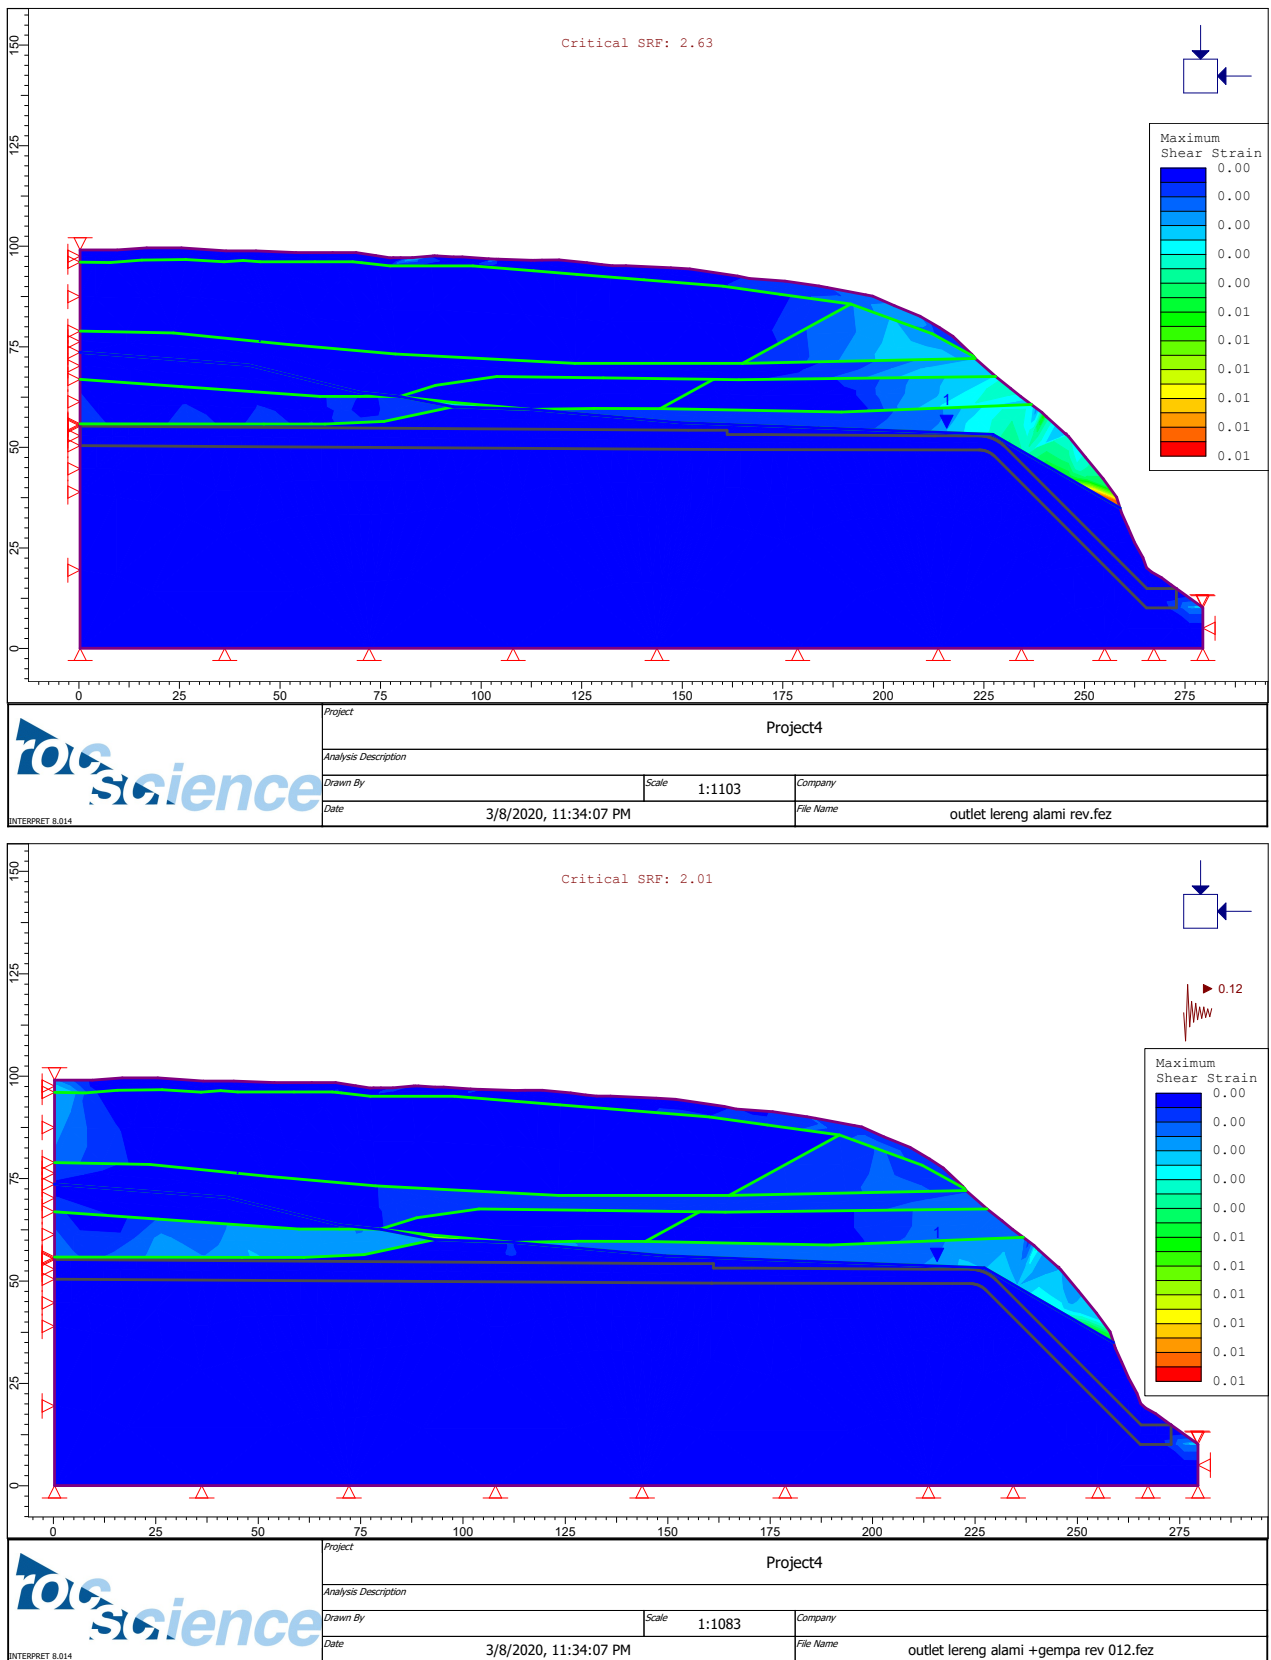 Critical SRF: 2.63
150
125
100
75
50
25
0
Maximum
Shear Strain
0.00
0.00
0.00
0.00
0.00
0.01
0.01
0.01
0.01
0.01
0.01
1
0 25 50 75 100 125 150 175 200 225 250 275
rocscience
INTERPRET 8.014
Project
Project4
Analysis Description
Drawn By
Scale
1:1103
Company
Date
3/8/2020, 11:34:07 PM
File Name
outlet lereng alami rev.fez
Critical SRF: 2.01
0.12
150
125
100
75
50
25
0
Maximum
Shear Strain
0.00
0.00
0.00
0.00
0.00
0.01
0.01
0.01
0.01
0.01
0.01
1
0 25 50 75 100 125 150 175 200 225 250 275
rocscience
INTERPRET 8.014
Project
Project4
Analysis Description
Drawn By
Scale
1:1083
Company
Date
3/8/2020, 11:34:07 PM
File Name
outlet lereng alami +gempa rev 012.fez